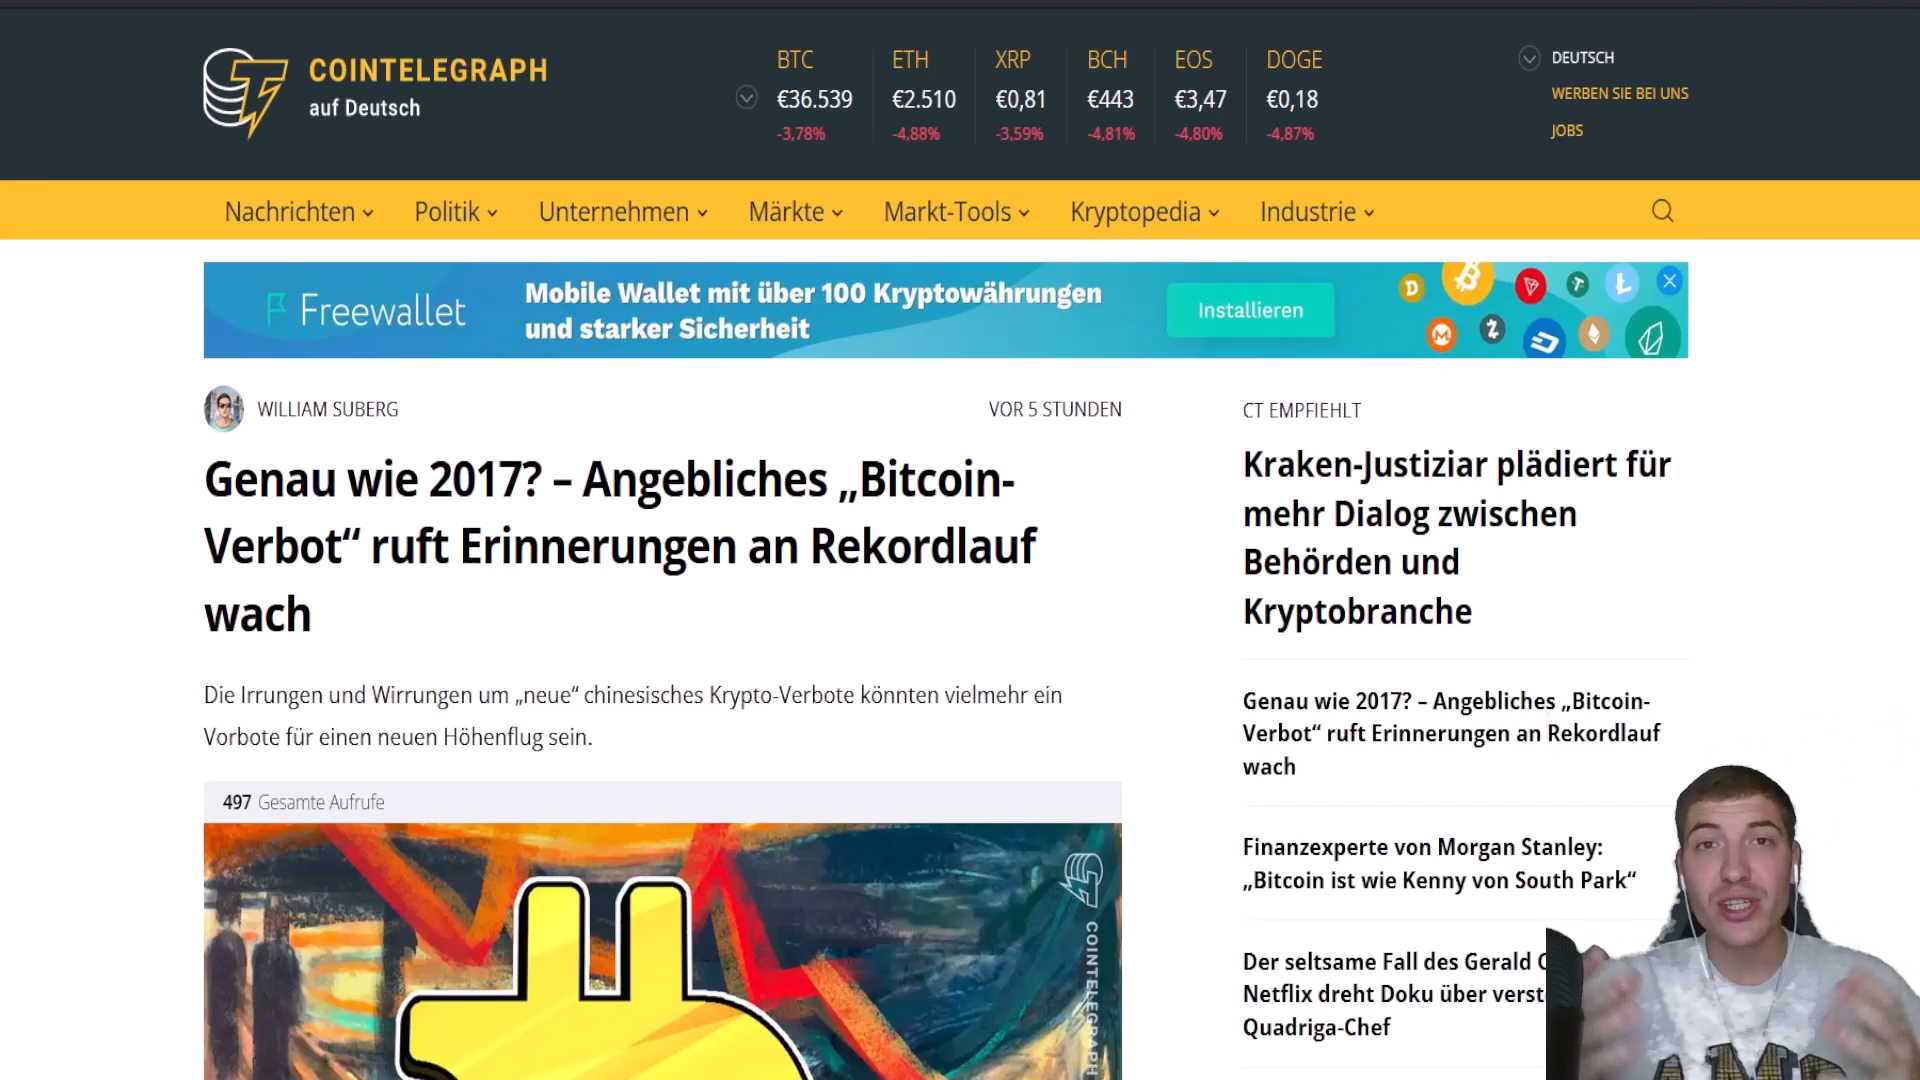 COINTELEGRAPH
auf Deutsch
BTC ETH XRP BCH EOS DOGE
€36.539 €2.510 €0,81 €443 €3,47 €0,18
-3,78% -4,88% -3,59% -4,81% -4,80% -4,87%
DEUTSCH
WERBEN SIE BEI UNS
JOBS
Nachrichten Politik Unternehmen Märkte Markt-Tools Kryptopedia Industrie
Freewallet
Mobile Wallet mit über 100 Kryptowährungen
und starker Sicherheit
Installieren
WILLIAM SUBERG
VOR 5 STUNDEN
Genau wie 2017? – Angebliches „Bitcoin-
Verbot“ ruft Erinnerungen an Rekordlauf
wach
Die Irrungen und Wirrungen um „neue“ chinesisches Krypto-Verbote könnten vielmehr ein
Vorbote für einen neuen Höhenflug sein.
497 Gesamte Aufrufe
COINTELEGRAPH
CT EMPFIEHLT
Kraken-Justiziar plädiert für
mehr Dialog zwischen
Behörden und
Kryptobranche
Genau wie 2017? – Angebliches „Bitcoin-
Verbot“ ruft Erinnerungen an Rekordlauf
wach
Finanzexperte von Morgan Stanley:
„Bitcoin ist wie Kenny von South Park“
Der seltsame Fall des Gerald
Netflix dreht Doku über
Quadriga-Chef